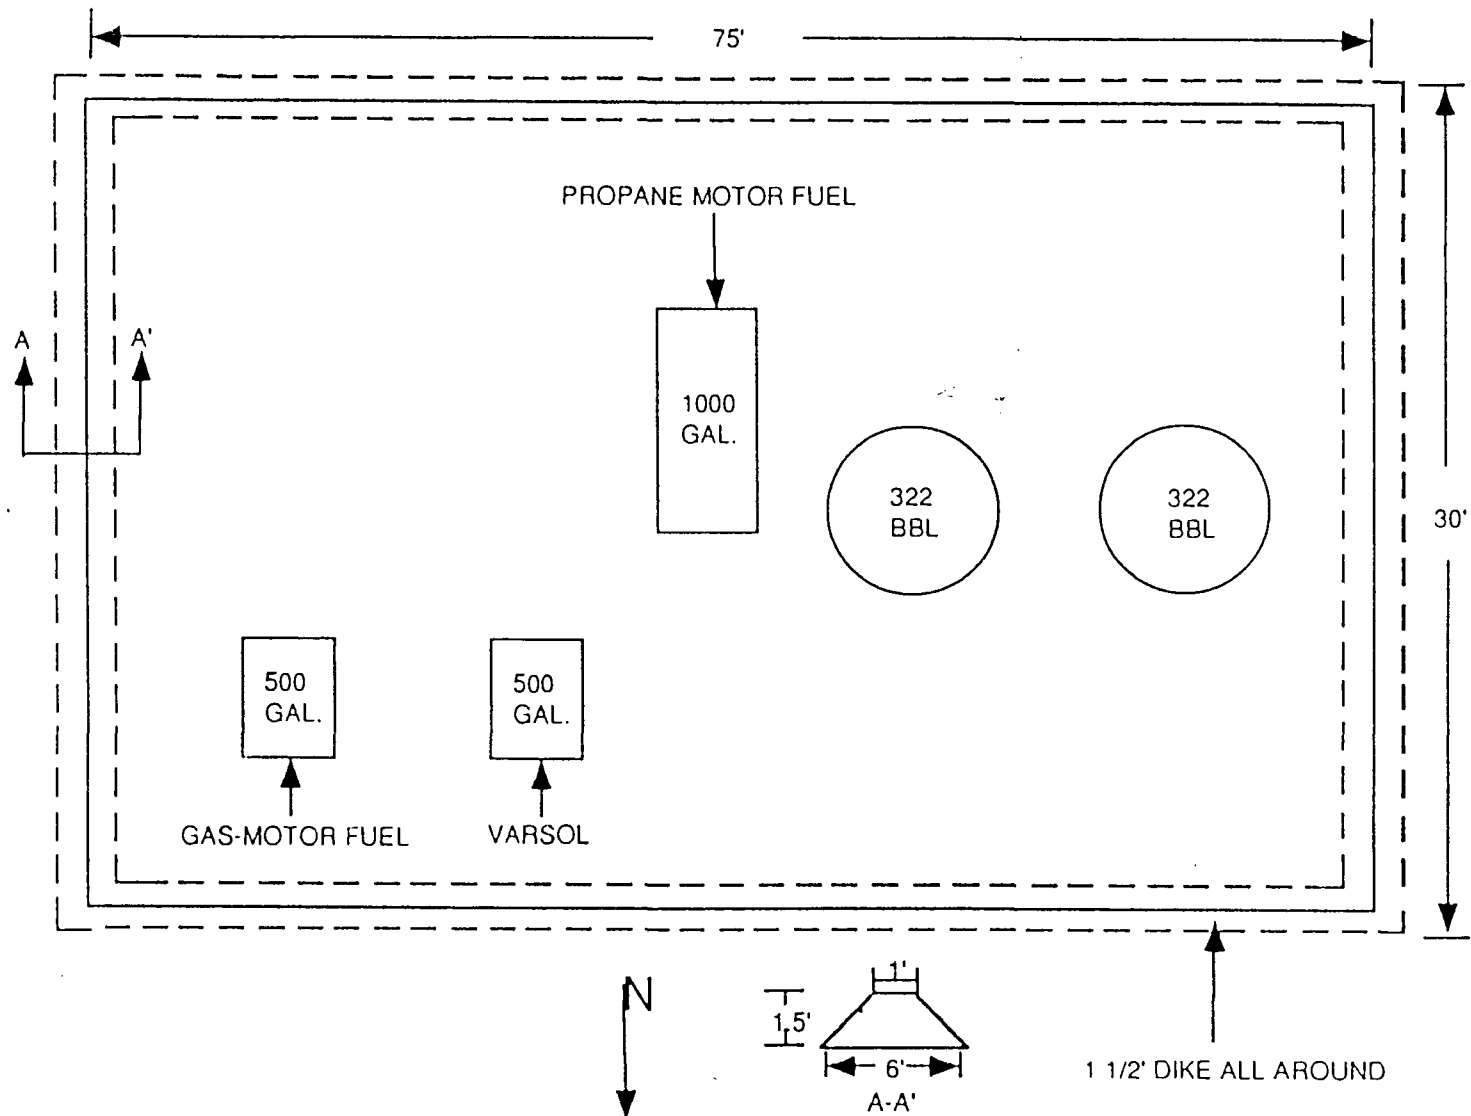 75'
PROPANE MOTOR FUEL
A
A'
1000
GAL.
322
BBL
322
BBL
30'
500
GAL.
500
GAL.
GAS-MOTOR FUEL
VARSOL
N
1'
1.5'
6'
A-A'
1 1/2' DIKE ALL AROUND